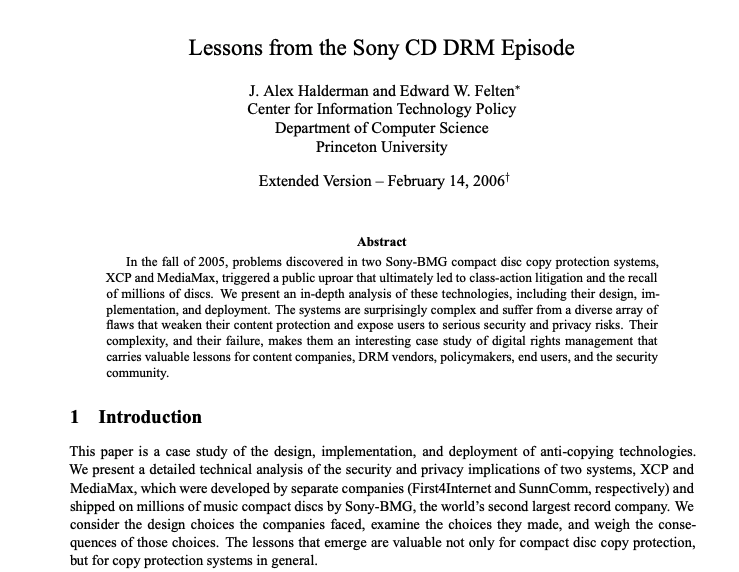 Lessons from the Sony CD DRM Episode
J. Alex Halderman and Edward W. Felten*
Center for Information Technology Policy
Department of Computer Science
Princeton University
Extended Version – February 14, 2006†
Abstract
In the fall of 2005, problems discovered in two Sony-BMG compact disc copy protection systems,
XCP and MediaMax, triggered a public uproar that ultimately led to class-action litigation and the recall
of millions of discs. We present an in-depth analysis of these technologies, including their design, im-
plementation, and deployment. The systems are surprisingly complex and suffer from a diverse array of
flaws that weaken their content protection and expose users to serious security and privacy risks. Their
complexity, and their failure, makes them an interesting case study of digital rights management that
carries valuable lessons for content companies, DRM vendors, policymakers, end users, and the security
community.
1 Introduction
This paper is a case study of the design, implementation, and deployment of anti-copying technologies.
We present a detailed technical analysis of the security and privacy implications of two systems, XCP and
MediaMax, which were developed by separate companies (First4Internet and SunnComm, respectively) and
shipped on millions of music compact discs by Sony-BMG, the world's second largest record company. We
consider the design choices the companies faced, examine the choices they made, and weigh the conse-
quences of those choices. The lessons that emerge are valuable not only for compact disc copy protection,
but for copy protection systems in general.